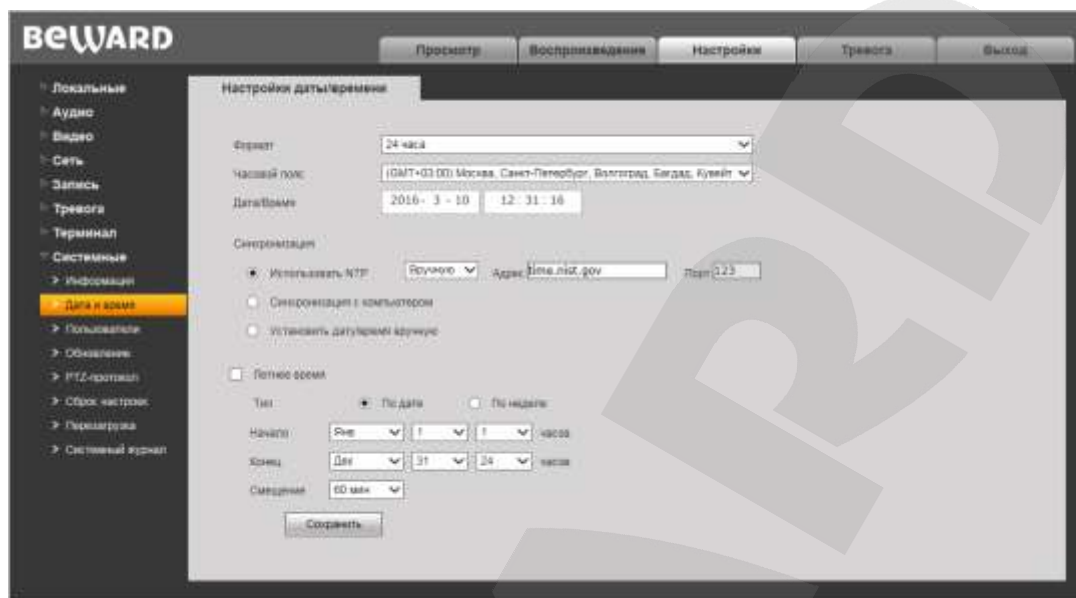 BEWARD
Просмотр Воспроизведение Настройки Тревога Выход
Локальные
Аудио
Видео
Сеть
Запись
Тревога
Терминал
Системные
Информация
Дата и время
Пользователи
Обновление
PTZ-протокол
Сброс настроек
Перезагрузка
Системный журнал
Настройки даты/времени
Формат 24 часа
Часовой пояс (GMT+03:00) Москва, Санкт-Петербург, Волгоград, Багдад, Кувейт
Дата/Время 2016- 3 - 10 12: 31: 16
Синхронизация
Использовать NTP Вручную Адрес time.nist.gov Порт 123
Синхронизация с компьютером
Установить дату/время вручную
Летнее время
Тип По дате По неделе
Начало Янв 1 1 часов
Конец Дек 31 24 часов
Смещение 60 мин
Сохранить